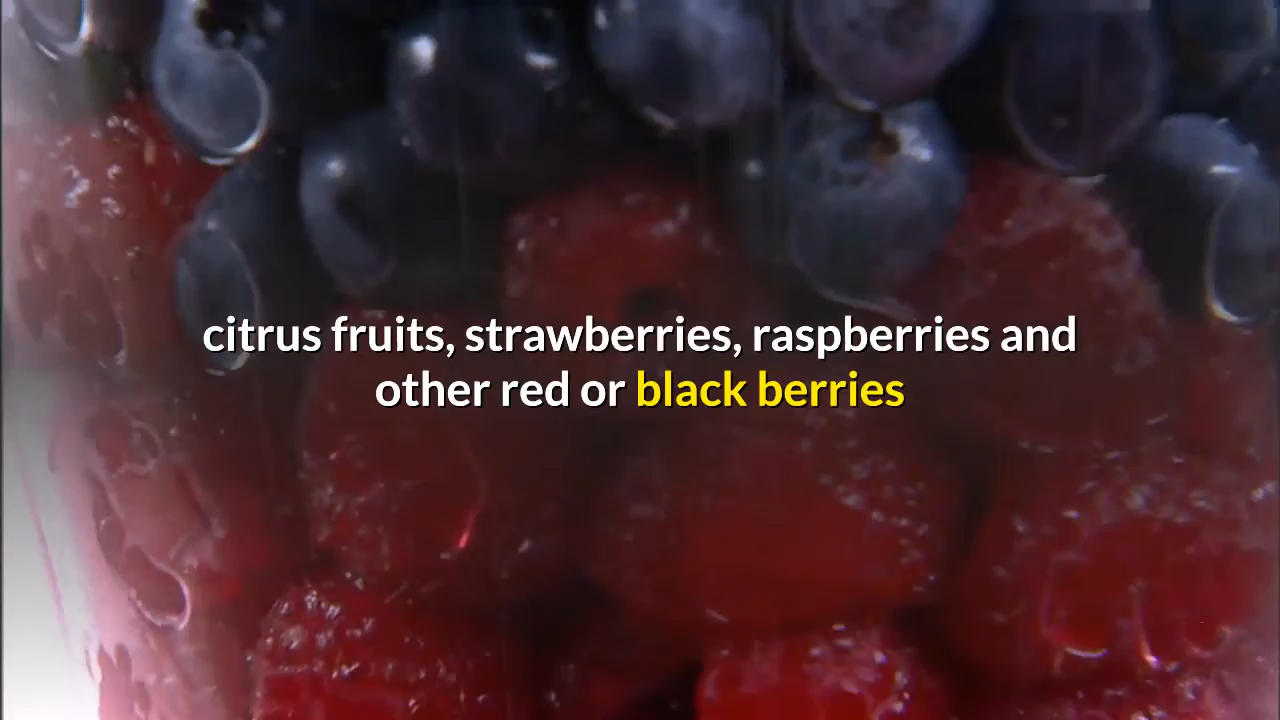 citrus fruits, strawberries, raspberries and
other red or black berries